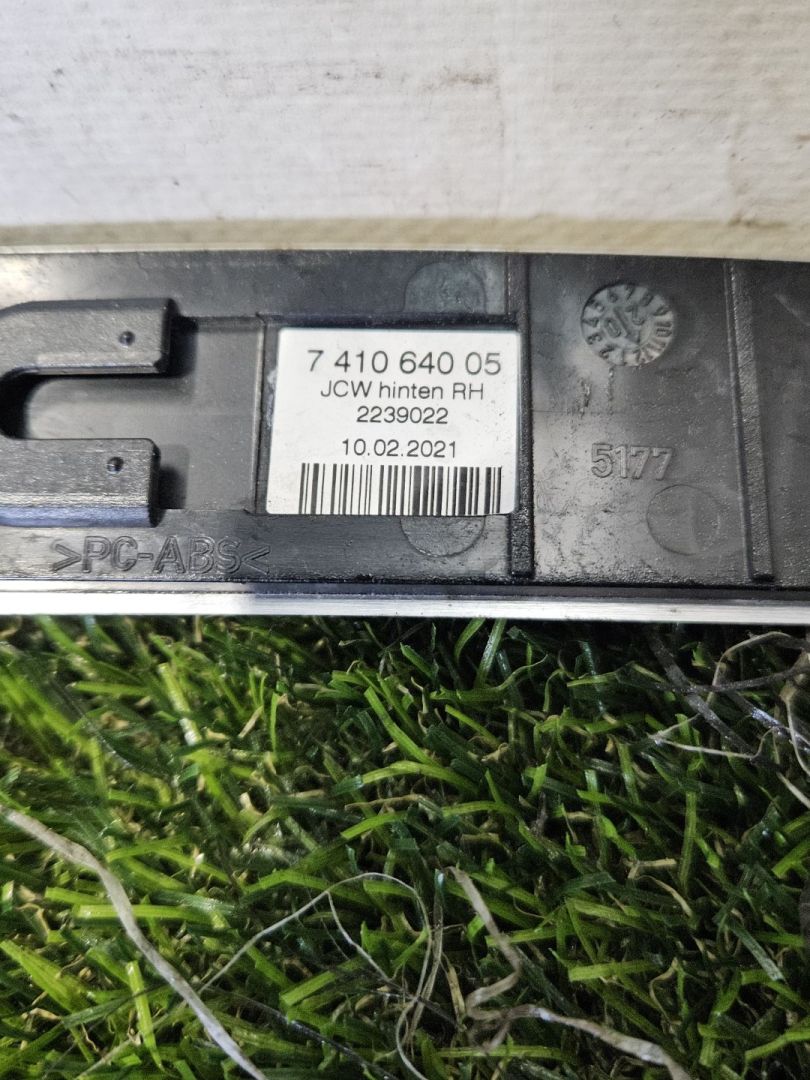 7 410 640 05
JCW hinten RH
2239022
10.02.2021
5177
>PC-ABS<